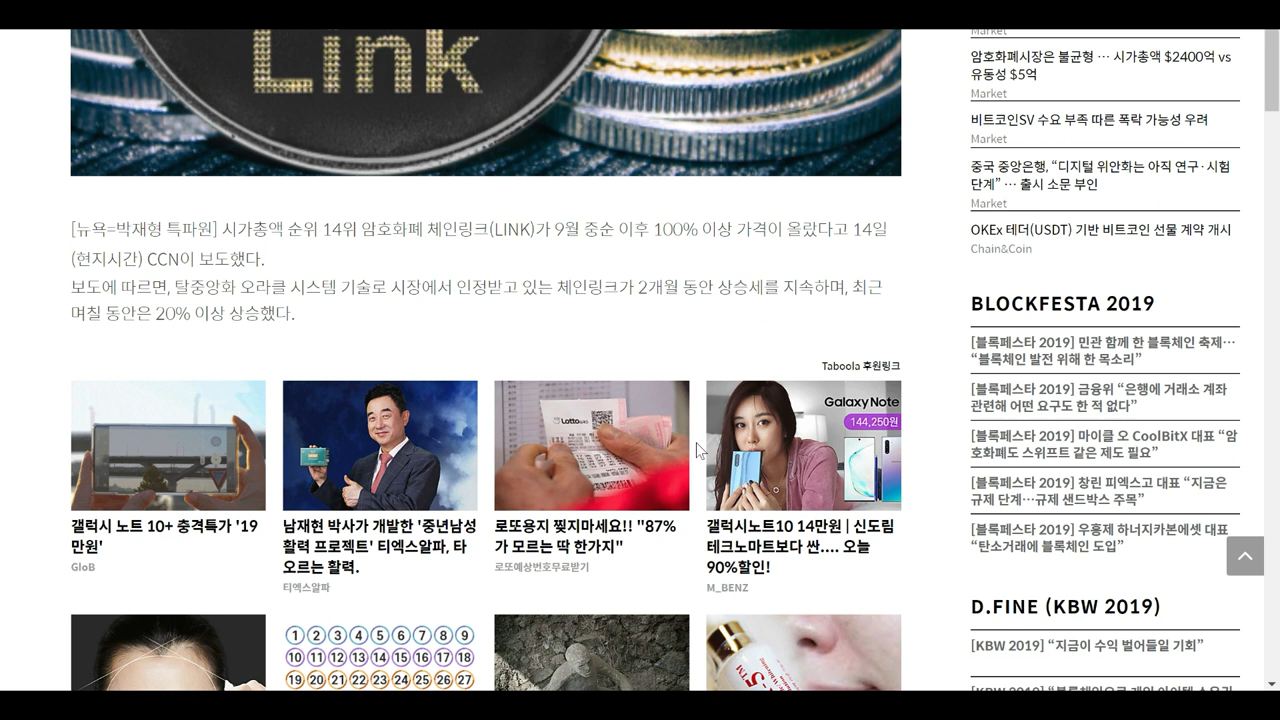 Link
[뉴욕=박재형 특파원] 시가총액 순위 14위 암호화폐 체인링크(LINK)가 9월 중순 이후 100% 이상 가격이 올랐다고 14일
(현지시간) CCN이 보도했다.
보도에 따르면, 탈중앙화 오라클 시스템 기술로 시장에서 인정받고 있는 체인링크가 2개월 동안 상승세를 지속하며, 최근
며칠 동안은 20% 이상 상승했다.
Taboola 후원링크
Lotto
Galaxy Note
144,250원
갤럭시 노트 10+ 충격특가 '19
만원'
GloB
남재현 박사가 개발한 '중년남성
활력 프로젝트' 티엑스알파, 타
오르는 활력.
티엑스알파
로또용지 찢지마세요!! "87%
가 모르는 딱 한가지"
로또예상번호무료받기
갤럭시노트10 14만원 | 신도림
테크노마트보다 싼.... 오늘
90%할인!
M_BENZ
1 2 3 4 5 6 7 8 9
10 11 12 13 14 15 16 17 18
19 20 21 22 23 24 25 26 27
Market
암호화폐시장은 불균형 … 시가총액 $2400억 vs
유동성 $5억
Market
비트코인SV 수요 부족 따른 폭락 가능성 우려
Market
중국 중앙은행, “디지털 위안화는 아직 연구·시험
단계” … 출시 소문 부인
Market
OKEx 테더(USDT) 기반 비트코인 선물 계약 개시
Chain&Coin
BLOCKFESTA 2019
[블록페스타 2019] 민관 함께 한 블록체인 축제…
“블록체인 발전 위해 한 목소리”
[블록페스타 2019] 금융위 “은행에 거래소 계좌
관련해 어떤 요구도 한 적 없다”
[블록페스타 2019] 마이클 오 CoolBitX 대표 “암
호화폐도 스위프트 같은 제도 필요”
[블록페스타 2019] 창린 피엑스고 대표 “지금은
규제 단계…규제 샌드박스 주목”
[블록페스타 2019] 우홍제 하너지카본에셋 대표
“탄소거래에 블록체인 도입”
D.FINE (KBW 2019)
[KBW 2019] “지금이 수익 벌어들일 기회”